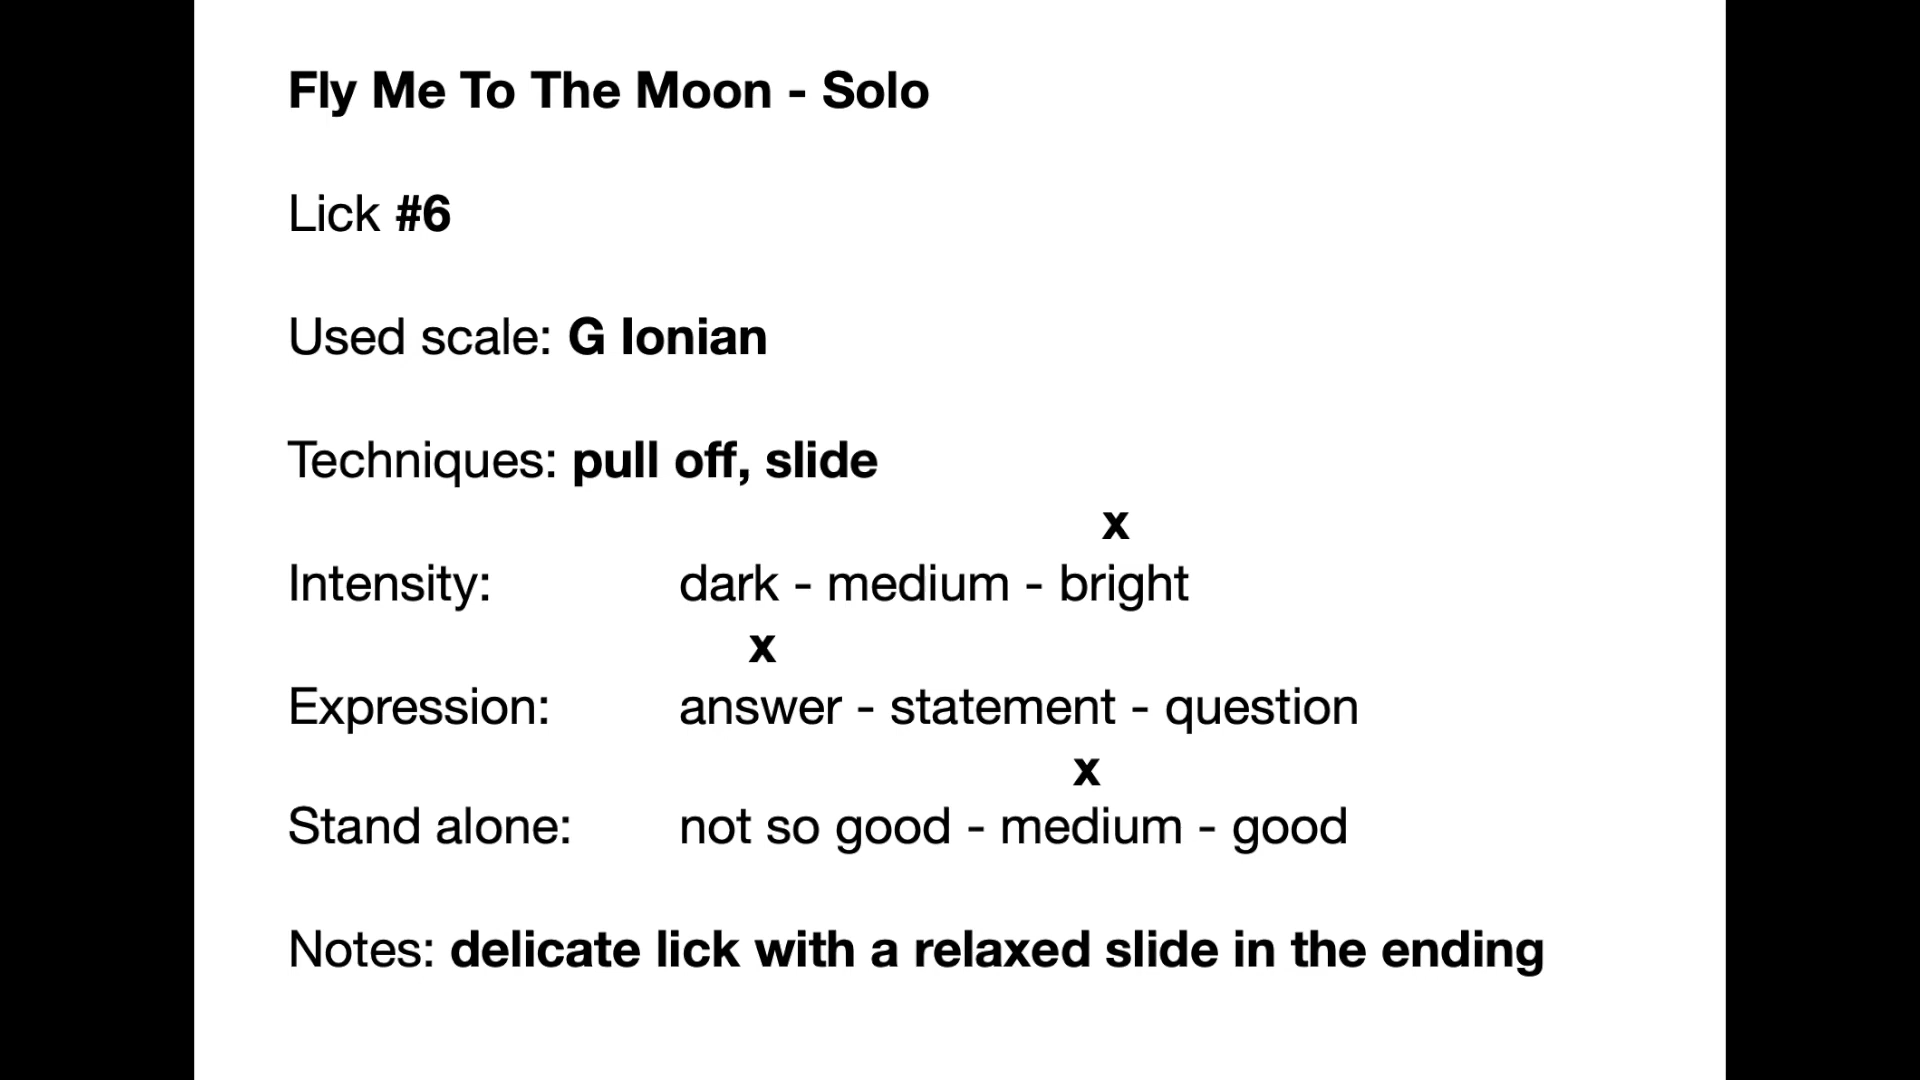 Fly Me To The Moon - Solo
Lick #6
Used scale: G Ionian
Techniques: pull off, slide
x
Intensity: dark - medium - bright
x
Expression: answer - statement - question
x
Stand alone: not so good - medium - good
Notes: delicate lick with a relaxed slide in the ending